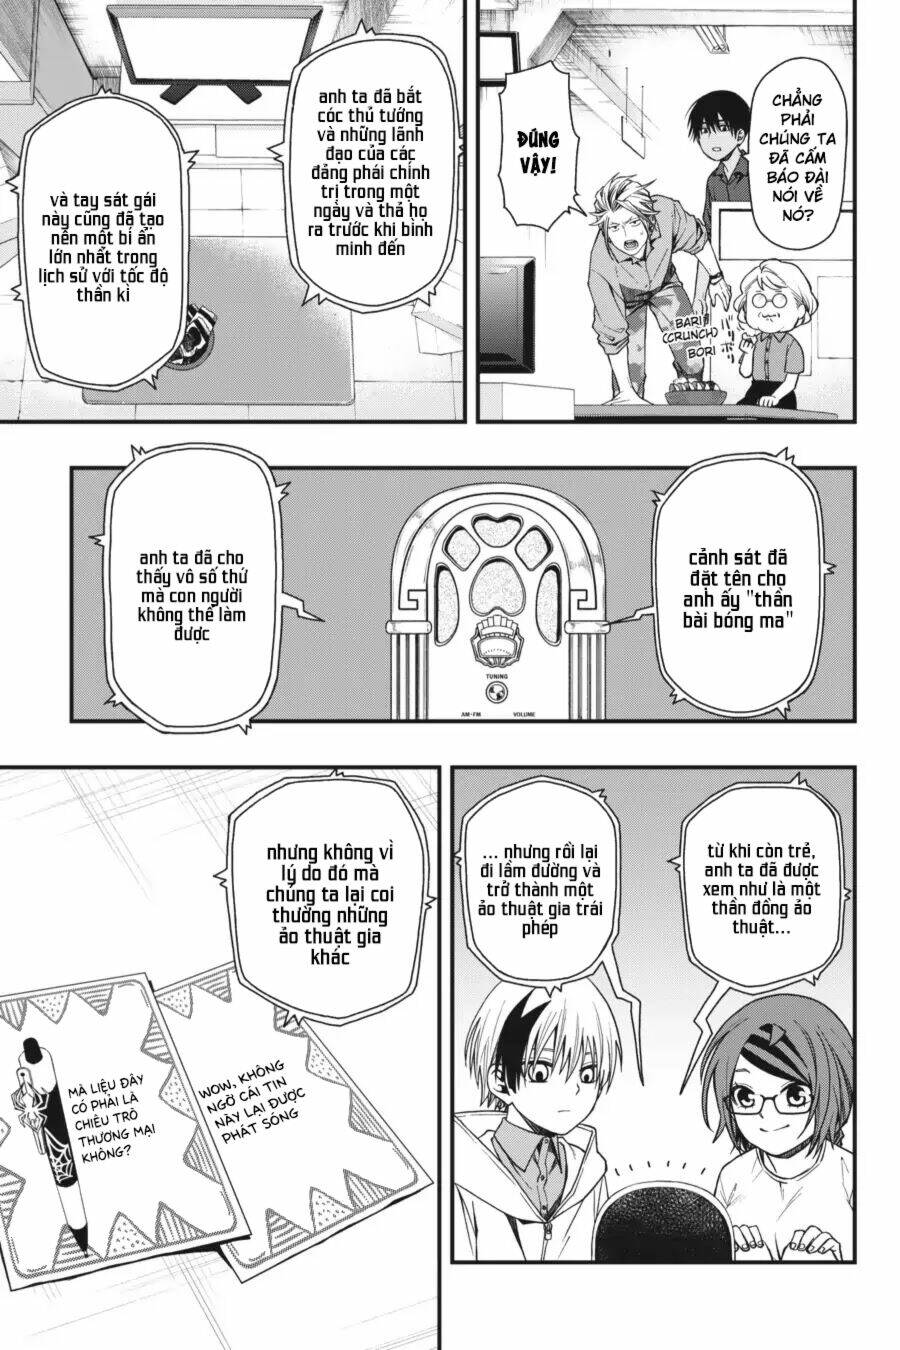 CHẲNG
PHẢI
CHÚNG TA
ĐÃ CẤM
BÁO ĐÀI
NÓI VỀ
NÓ?
ĐÚNG
VẬY!
BARI
(CRUNCH)
BORI
anh ta đã bắt
cóc thủ tướng
và những lãnh
đạo của các
đảng phái chính
trị trong một
ngày và thả họ
ra trước khi bình
minh đến
và tay sát gái
này cũng đã tạo
nên một bí ẩn
lớn nhất trong
lịch sử với tốc độ
thần kì
cảnh sát đã
đặt tên cho
anh ấy "thần
bài bóng ma"
TUNING
AM-FM
VOLUME
anh ta đã cho
thấy vô số thứ
mà con người
không thể làm
được
từ khi còn trẻ,
anh ta đã được
xem như là một
thần đồng ảo
thuật...
... nhưng rồi lại
đi lầm đường và
trở thành một
ảo thuật gia trái
phép
nhưng không vì
lý do đó mà
chúng ta lại coi
thường những
ảo thuật gia
khác
WOW, KHÔNG
NGỜ CÁI TIN
NÀY LẠI ĐƯỢC
PHÁT SÓNG
MÀ LIỆU ĐÂY
CÓ PHẢI LÀ
CHIÊU TRÒ
THƯƠNG MẠI
KHÔNG?